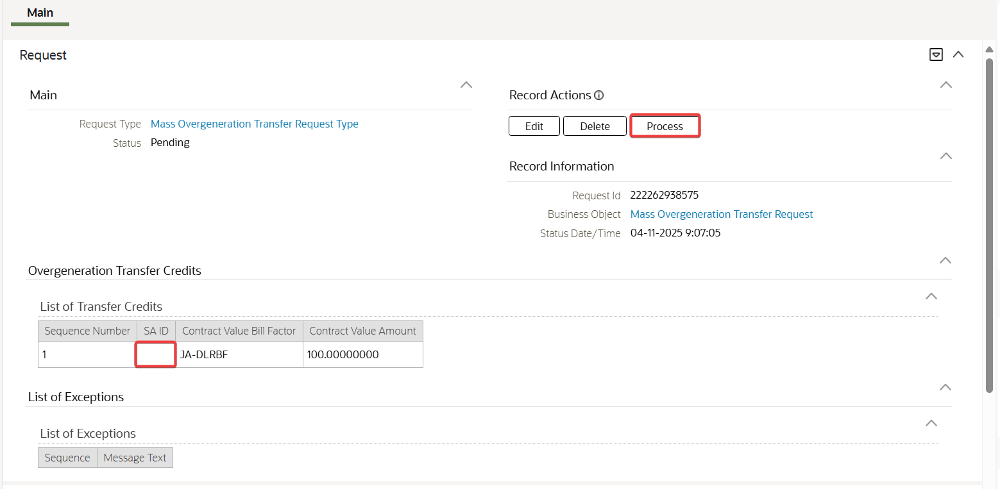 Main
Request
Main
Request Type Mass Overgeneration Transfer Request Type
Status Pending
Record Actions
Edit Delete Process
Record Information
Request Id 222262938575
Business Object Mass Overgeneration Transfer Request
Status Date/Time 04-11-2025 9:07:05
Overgeneration Transfer Credits
List of Transfer Credits
Sequence Number SA ID Contract Value Bill Factor Contract Value Amount
1 JA-DLRBF 100.00000000
List of Exceptions
List of Exceptions
Sequence Message Text